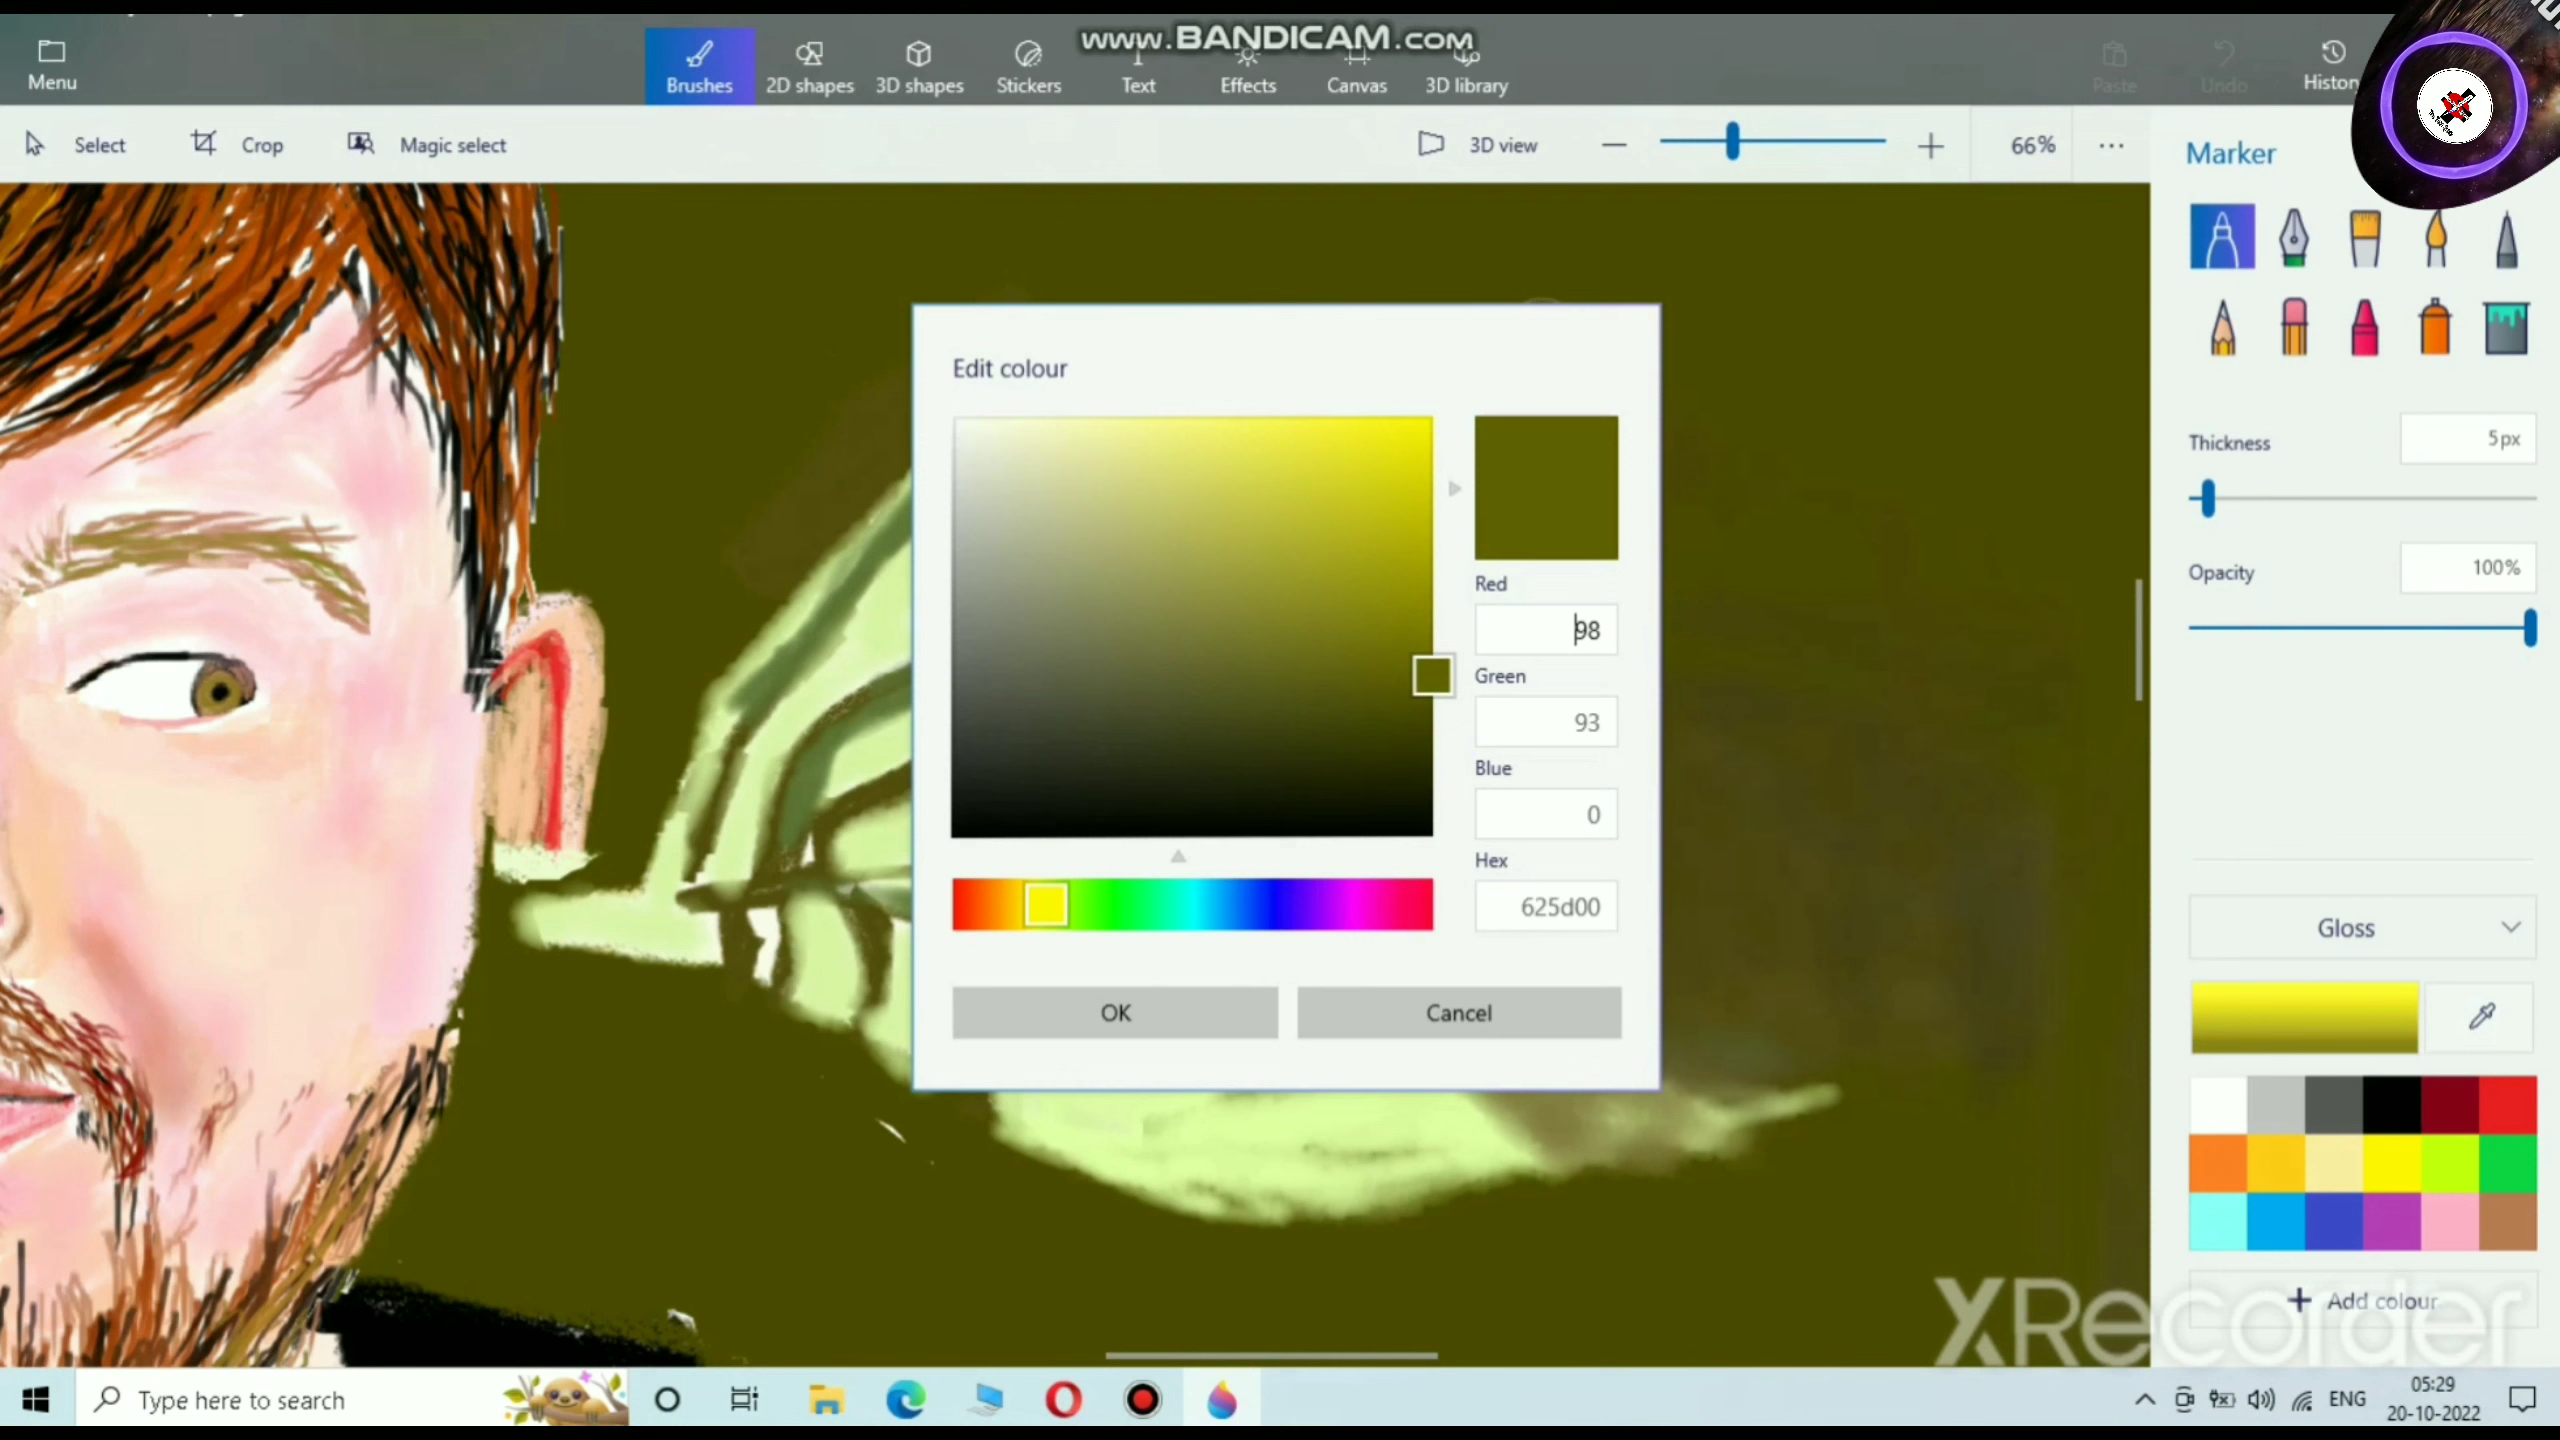 www.BANDICAM.com
Menu
Brushes
2D shapes
3D shapes
Stickers
Text
Effects
Canvas
3D library
Paste
Undo
Select
Crop
Magic select
3D view
66%
Marker
Thickness
5px
Opacity
100%
Edit colour
Red
98
Green
93
Blue
0
Hex
625d00
OK
Cancel
Gloss
Add colour
XRecorder
Type here to search
ENG
05:29
20-10-2022